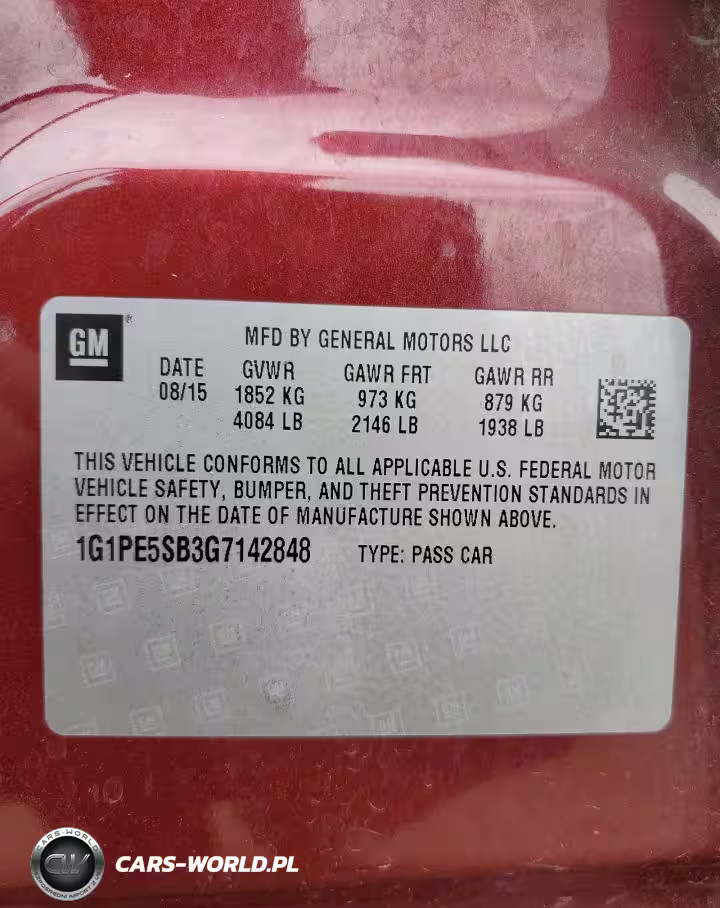 GM
MFD BY GENERAL MOTORS LLC
DATE GVWR GAWR FRT GAWR RR
08/15 1852 KG 973 KG 879 KG
4084 LB 2146 LB 1938 LB
THIS VEHICLE CONFORMS TO ALL APPLICABLE U.S. FEDERAL MOTOR
VEHICLE SAFETY, BUMPER, AND THEFT PREVENTION STANDARDS IN
EFFECT ON THE DATE OF MANUFACTURE SHOWN ABOVE.
1G1PE5SB3G7142848 TYPE: PASS CAR
CARS-WORLD
CW
CARS-WORLD.PL